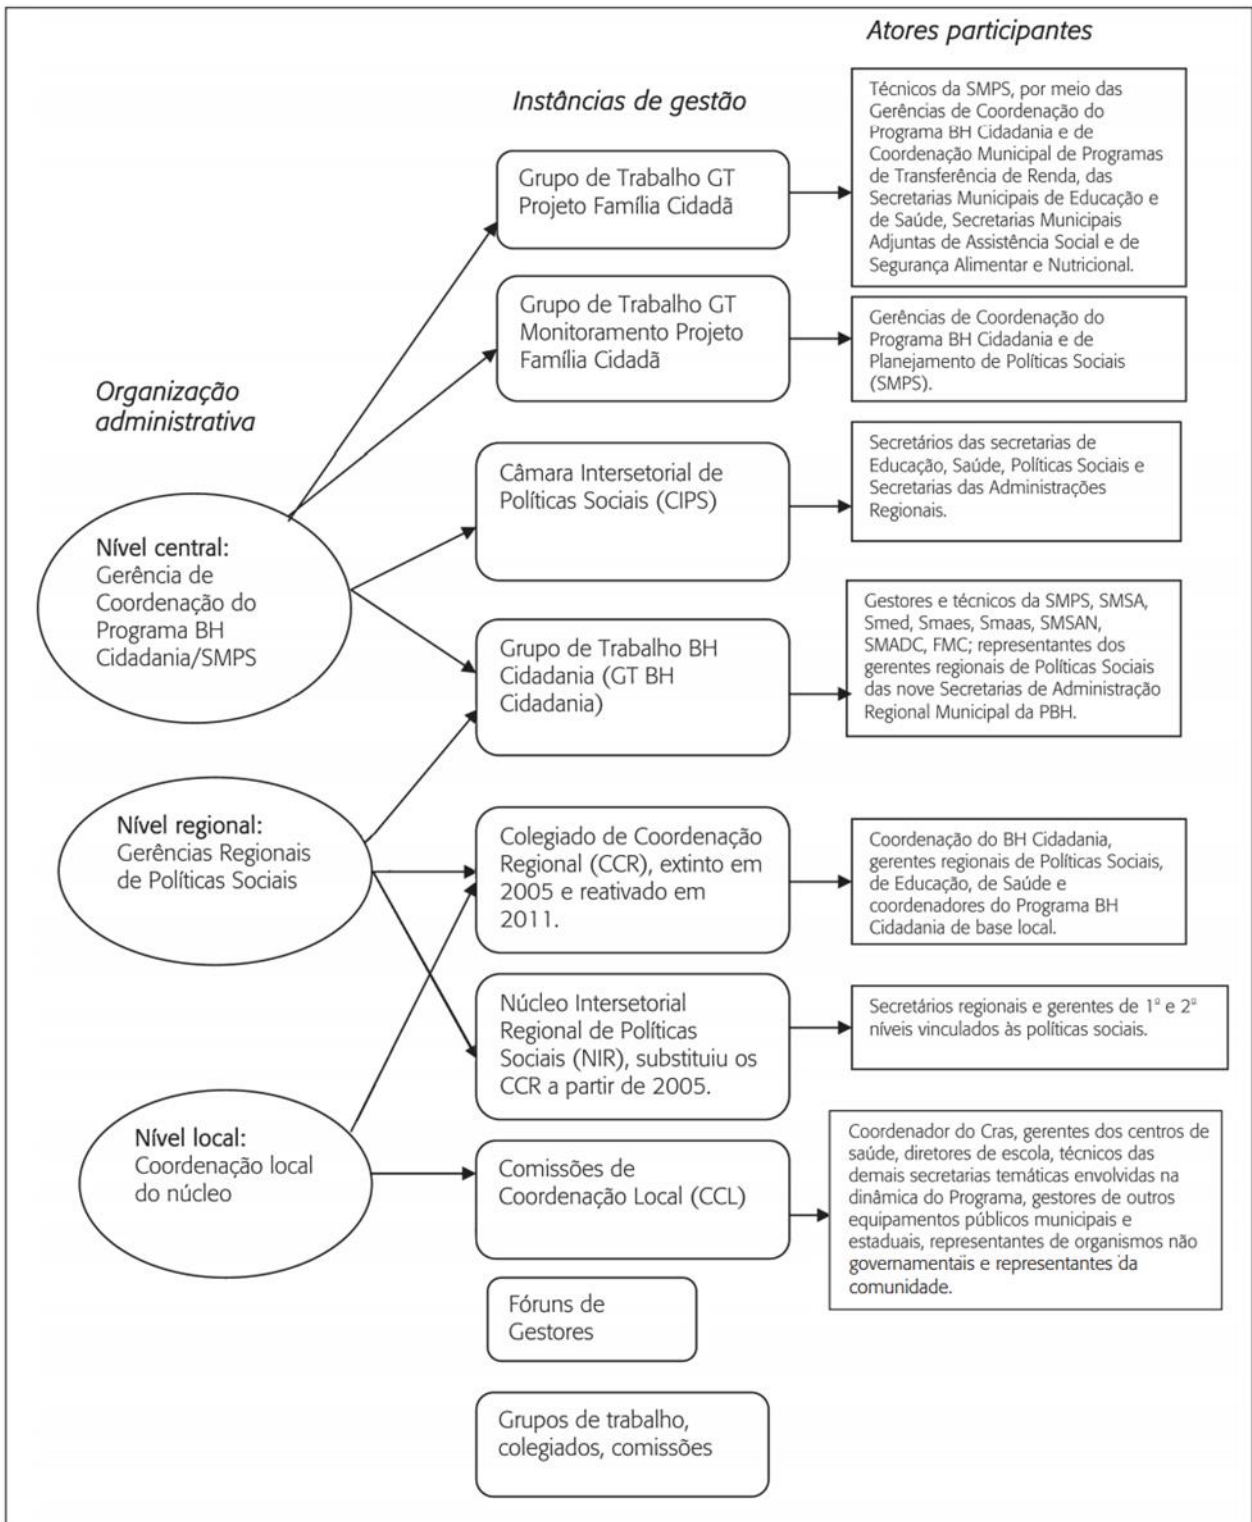 Atores participantes
Instâncias de gestão
Organização
administrativa
Nível central:
Gerência de
Coordenação do
Programa BH
Cidadania/SMPS
Nível regional:
Gerências Regionais
de Políticas Sociais
Nível local:
Coordenação local
do núcleo
Grupo de Trabalho GT
Projeto Família Cidadã
Grupo de Trabalho GT
Monitoramento Projeto
Família Cidadã
Câmara Intersetorial de
Políticas Sociais (CIPS)
Grupo de Trabalho BH
Cidadania (GT BH
Cidadania)
Colegiado de Coordenação
Regional (CCR), extinto em
2005 e reativado em
2011.
Núcleo Intersetorial
Regional de Políticas
Sociais (NIR), substituiu os
CCR a partir de 2005.
Comissões de
Coordenação Local (CCL)
Fóruns de
Gestores
Grupos de trabalho,
colegiados, comissões
Técnicos da SMPS, por meio das
Gerências de Coordenação do
Programa BH Cidadania e de
Coordenação Municipal de Programas
de Transferência de Renda, das
Secretarias Municipais de Educação e
de Saúde, Secretarias Municipais
Adjuntas de Assistência Social e de
Segurança Alimentar e Nutricional.
Gerências de Coordenação do
Programa BH Cidadania e de
Planejamento de Políticas Sociais
(SMPS).
Secretários das secretarias de
Educação, Saúde, Políticas Sociais e
Secretarias das Administrações
Regionais.
Gestores e técnicos da SMPS, SMSA,
Smed, Smaes, Smaas, SMSAN,
SMADC, FMC; representantes dos
gerentes regionais de Políticas Sociais
das nove Secretarias de Administração
Regional Municipal da PBH.
Coordenação do BH Cidadania,
gerentes regionais de Políticas Sociais,
de Educação, de Saúde e
coordenadores do Programa BH
Cidadania de base local.
Secretários regionais e gerentes de 1º e 2º
níveis vinculados às políticas sociais.
Coordenador do Cras, gerentes dos centros de
saúde, diretores de escola, técnicos das
demais secretarias temáticas envolvidas na
dinâmica do Programa, gestores de outros
equipamentos públicos municipais e
estaduais, representantes de organismos não
governamentais e representantes da
comunidade.